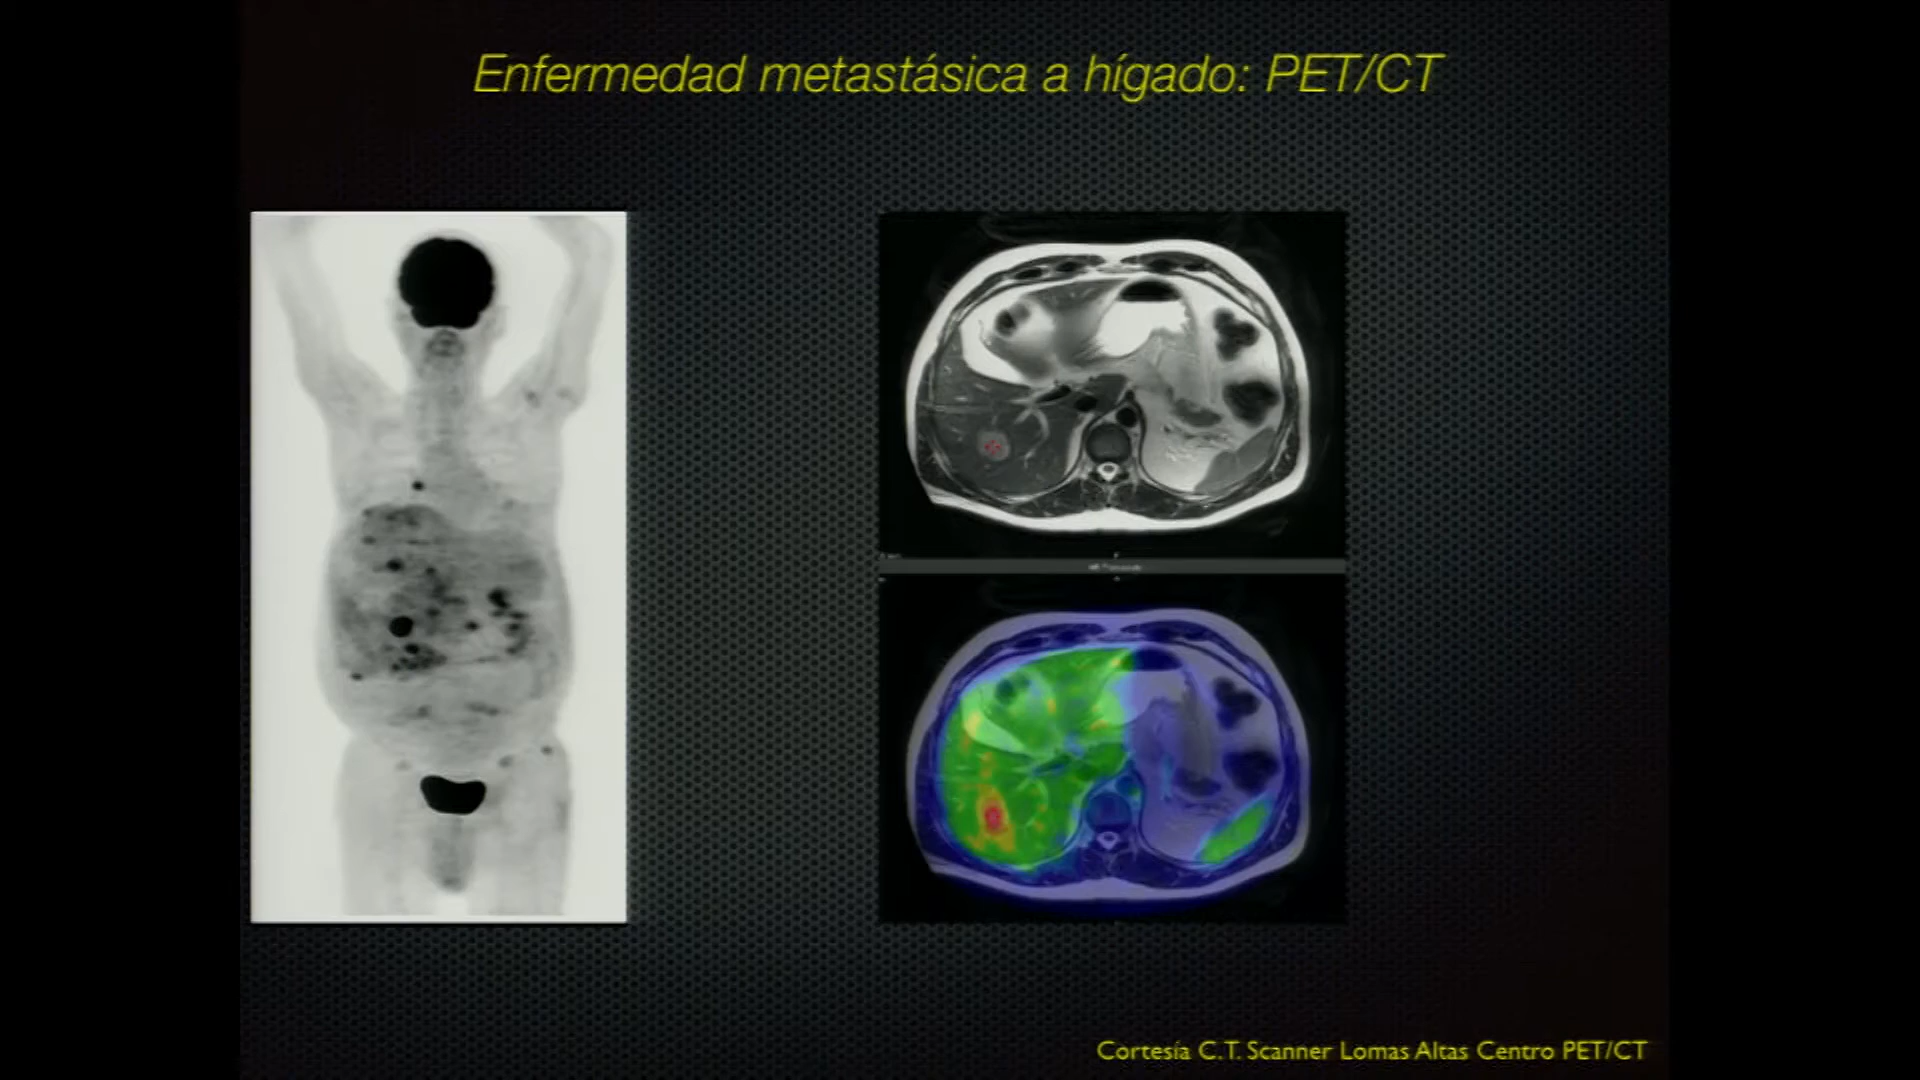 Enfermedad metastásica a hígado: PET/CT
Cortesía C.T. Scanner Lomas Altas Centro PET/CT